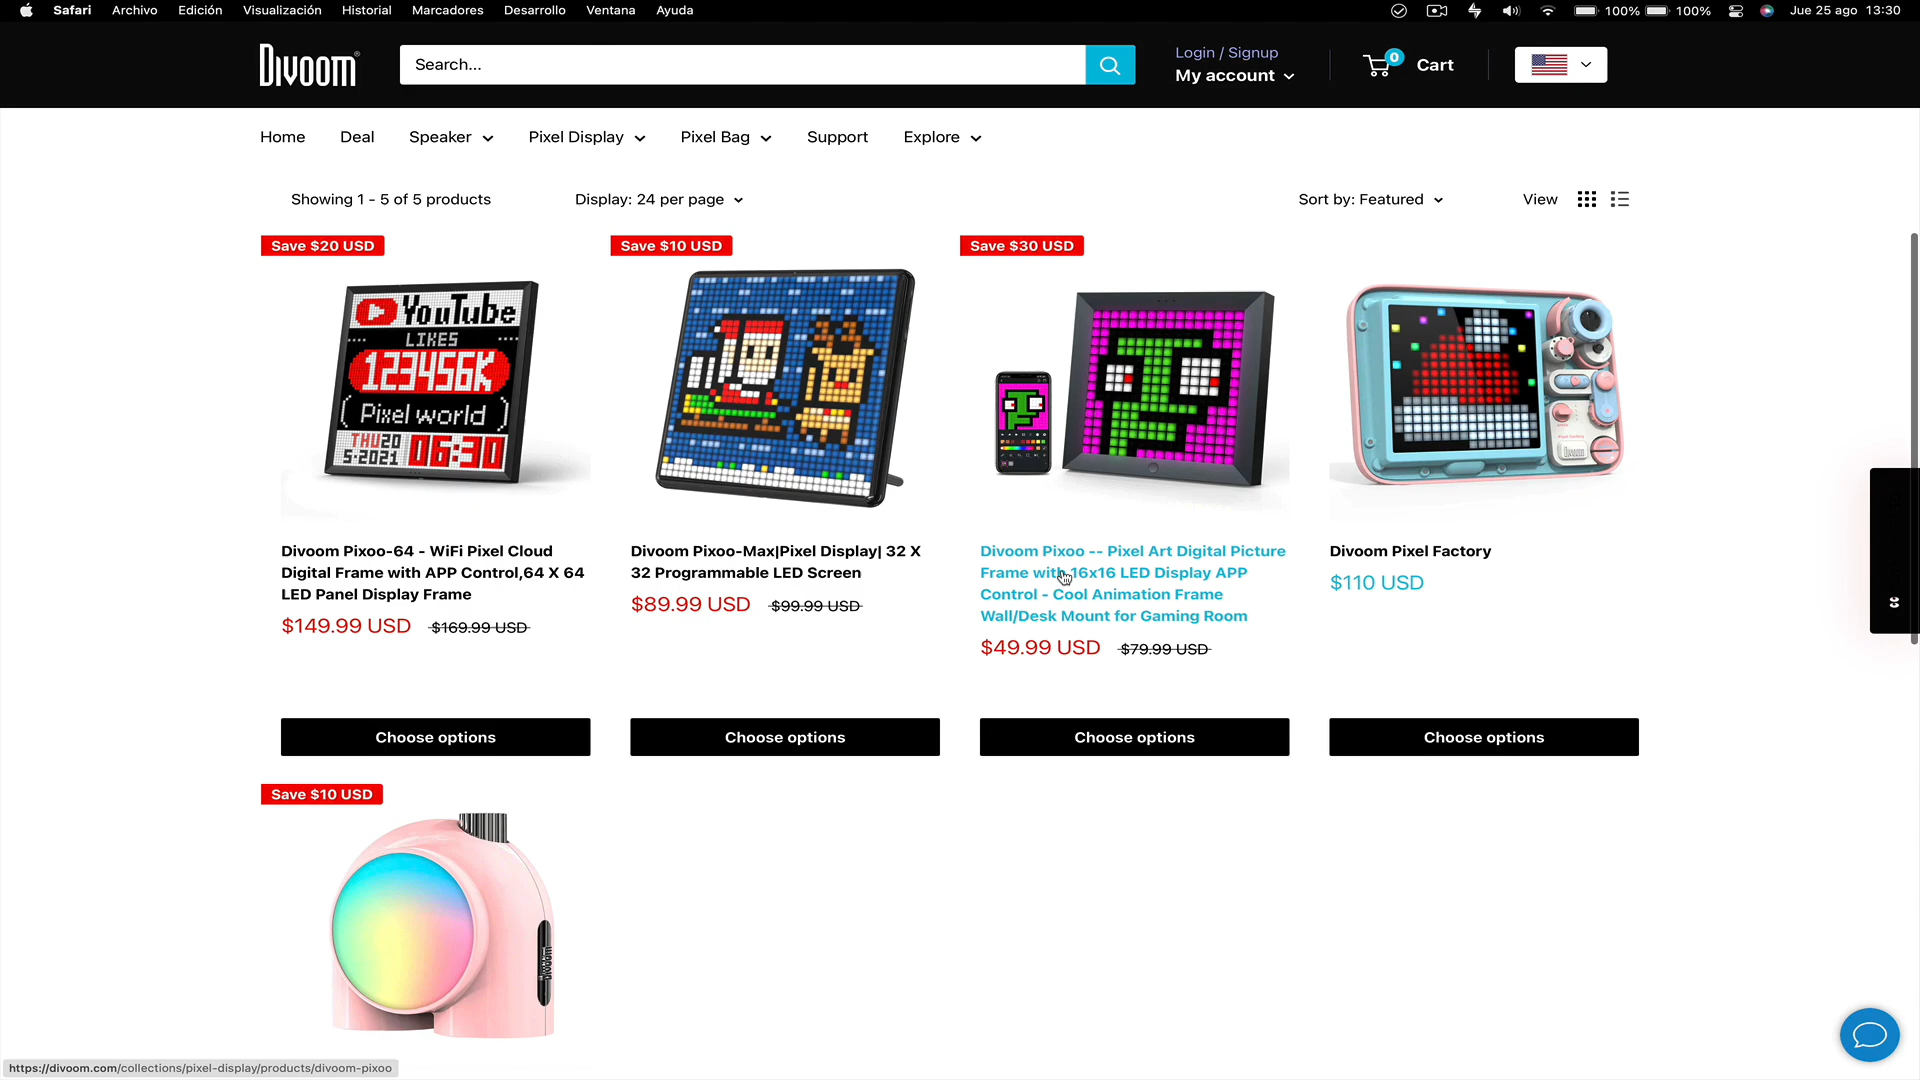 Safari Archivo Edición Visualización Historial Marcadores Desarrollo Ventana Ayuda 100% 100% Jue 25 ago 13:30
Divoom®
Search...
Login / Signup
My account
0
Cart
Home Deal Speaker Pixel Display Pixel Bag Support Explore
Showing 1 - 5 of 5 products Display: 24 per page Sort by: Featured View
Save $20 USD
YouTube
LIKES
123456K
Pixel world
THU20
5-2021
06:30
Divoom Pixoo-64 - WiFi Pixel Cloud
Digital Frame with APP Control,64 X 64
LED Panel Display Frame
$149.99 USD $169.99 USD
Choose options
Save $10 USD
Divoom Pixoo-Max|Pixel Display| 32 X
32 Programmable LED Screen
$89.99 USD $99.99 USD
Choose options
Save $30 USD
Divoom Pixoo -- Pixel Art Digital Picture
Frame with 16x16 LED Display APP
Control - Cool Animation Frame
Wall/Desk Mount for Gaming Room
$49.99 USD $79.99 USD
Choose options
Divoom
Divoom Pixel Factory
$110 USD
Choose options
Save $10 USD
Divoom
https://divoom.com/collections/pixel-display/products/divoom-pixoo